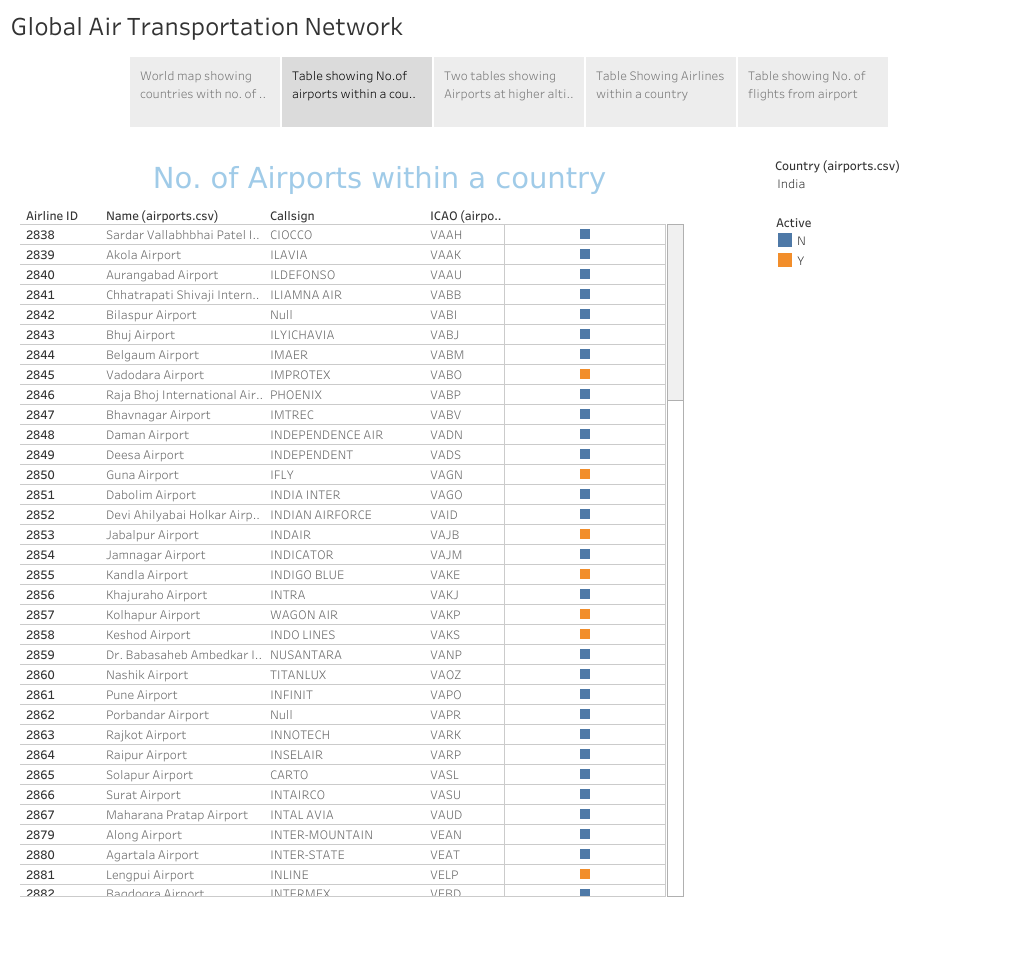 Global Air Transportation Network
World map showing countries with no. of ..
Table showing No.of airports within a cou..
Two tables showing Airports at higher alti..
Table Showing Airlines within a country
Table showing No. of flights from airport
No. of Airports within a country
Country (airports.csv)
India
Active
N
Y
Airline ID Name (airports.csv) Callsign ICAO (airpo..
2838 Sardar Vallabhbhai Patel I.. CIOCCO VAAH
2839 Akola Airport ILAVIA VAAK
2840 Aurangabad Airport ILDEFONSO VAAU
2841 Chhatrapati Shivaji Intern.. ILIAMNA AIR VABB
2842 Bilaspur Airport Null VABI
2843 Bhuj Airport ILYICHAVIA VABJ
2844 Belgaum Airport IMAER VABM
2845 Vadodara Airport IMPROTEX VABO
2846 Raja Bhoj International Air.. PHOENIX VABP
2847 Bhavnagar Airport IMTREC VABV
2848 Daman Airport INDEPENDENCE AIR VADN
2849 Deesa Airport INDEPENDENT VADS
2850 Guna Airport IFLY VAGN
2851 Dabolim Airport INDIA INTER VAGO
2852 Devi Ahilyabai Holkar Airp.. INDIAN AIRFORCE VAID
2853 Jabalpur Airport INDAIR VAJB
2854 Jamnagar Airport INDICATOR VAJM
2855 Kandla Airport INDIGO BLUE VAKE
2856 Khajuraho Airport INTRA VAKJ
2857 Kolhapur Airport WAGON AIR VAKP
2858 Keshod Airport INDO LINES VAKS
2859 Dr. Babasaheb Ambedkar I.. NUSANTARA VANP
2860 Nashik Airport TITANLUX VAOZ
2861 Pune Airport INFINIT VAPO
2862 Porbandar Airport Null VAPR
2863 Rajkot Airport INNOTECH VARK
2864 Raipur Airport INSELAIR VARP
2865 Solapur Airport CARTO VASL
2866 Surat Airport INTAIRCO VASU
2867 Maharana Pratap Airport INTAL AVIA VAUD
2879 Along Airport INTER-MOUNTAIN VEAN
2880 Agartala Airport INTER-STATE VEAT
2881 Lengpui Airport INLINE VELP
2882 Bagdogra Airport INTERMEX VEBD